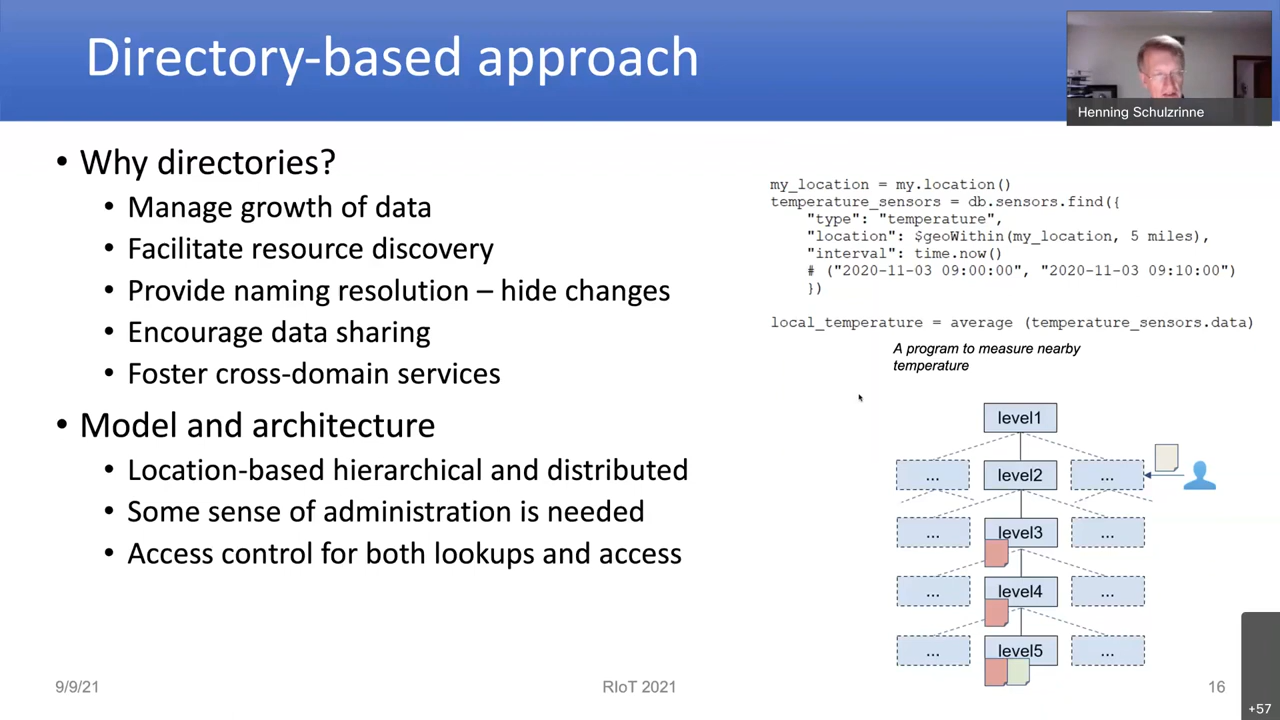 Directory-based approach
Henning Schulzrinne
• Why directories?
• Manage growth of data
• Facilitate resource discovery
• Provide naming resolution – hide changes
• Encourage data sharing
• Foster cross-domain services
• Model and architecture
• Location-based hierarchical and distributed
• Some sense of administration is needed
• Access control for both lookups and access
my_location = my.location()
temperature_sensors = db.sensors.find({
"type": "temperature",
"location": $geoWithin(my_location, 5 miles),
"interval": time.now()
# ("2020-11-03 09:00:00", "2020-11-03 09:10:00")
})
local_temperature = average (temperature_sensors.data)
A program to measure nearby
temperature
level1
... level2 ...
... level3 ...
... level4 ...
... level5 ...
9/9/21 RIoT 2021 16
+57